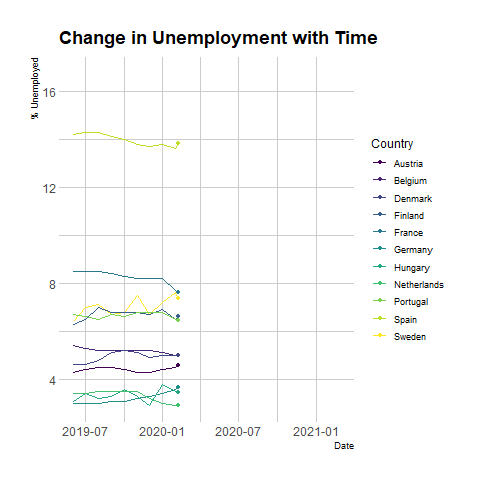 Change in Unemployment with Time
% Unemployed
16
12
8
4
2019-07 2020-01 2020-07 2021-01
Date
Country
Austria
Belgium
Denmark
Finland
France
Germany
Hungary
Netherlands
Portugal
Spain
Sweden